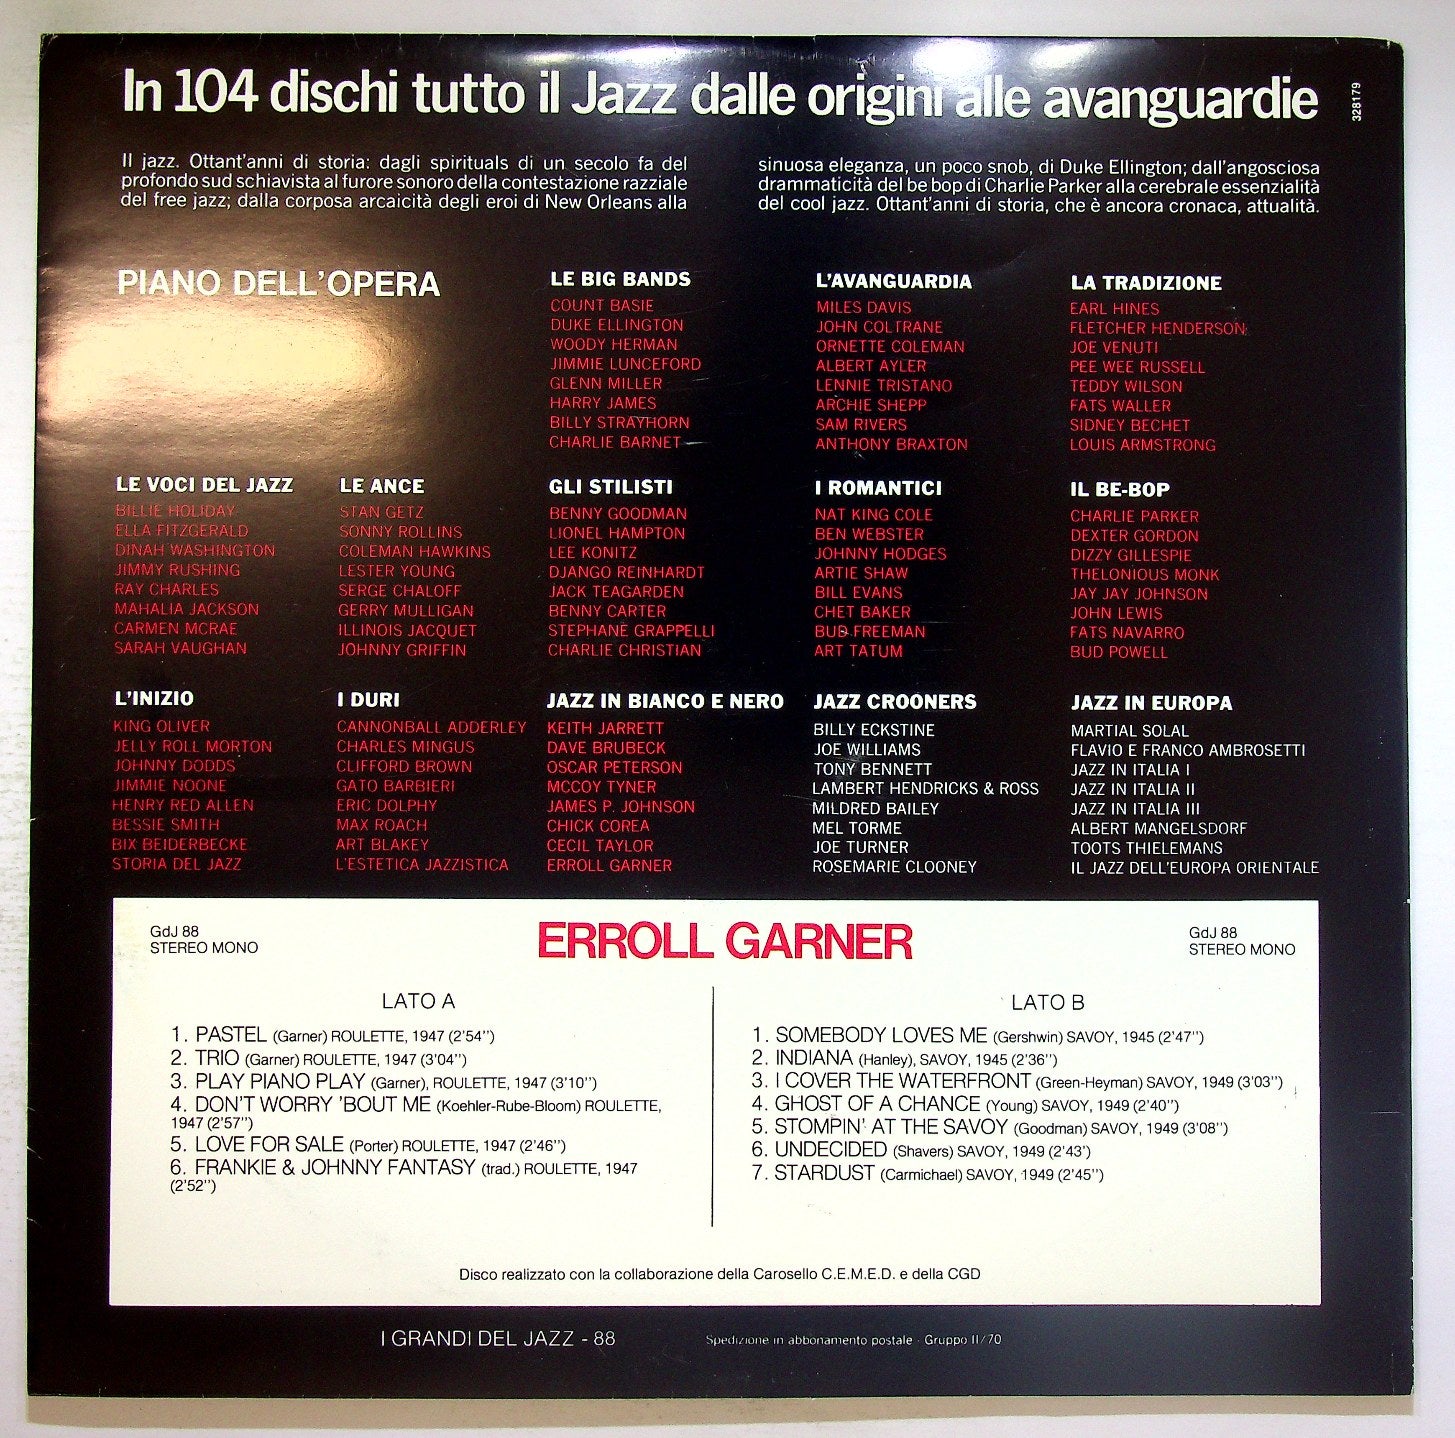 In 104 dischi tutto il Jazz dalle origini alle avanguardie
328179
Il jazz. Ottant'anni di storia: dagli spirituals di un secolo fa del
profondo sud schiavista al furore sonoro della contestazione razziale
del free jazz; dalla corposa arcaicità degli eroi di New Orleans alla
sinuosa eleganza, un poco snob, di Duke Ellington; dall'angosciosa
drammaticità del be bop di Charlie Parker alla cerebrale essenzialità
del cool jazz. Ottant'anni di storia, che è ancora cronaca, attualità.
PIANO DELL'OPERA
LE BIG BANDS
COUNT BASIE
DUKE ELLINGTON
WOODY HERMAN
JIMMIE LUNCEFORD
GLENN MILLER
HARRY JAMES
BILLY STRAYHORN
CHARLIE BARNET
L'AVANGUARDIA
MILES DAVIS
JOHN COLTRANE
ORNETTE COLEMAN
ALBERT AYLER
LENNIE TRISTANO
ARCHIE SHEPP
SAM RIVERS
ANTHONY BRAXTON
LA TRADIZIONE
EARL HINES
FLETCHER HENDERSON
JOE VENUTI
PEE WEE RUSSELL
TEDDY WILSON
FATS WALLER
SIDNEY BECHET
LOUIS ARMSTRONG
LE VOCI DEL JAZZ
BILLIE HOLIDAY
ELLA FITZGERALD
DINAH WASHINGTON
JIMMY RUSHING
RAY CHARLES
MAHALIA JACKSON
CARMEN MCRAE
SARAH VAUGHAN
LE ANCE
STAN GETZ
SONNY ROLLINS
COLEMAN HAWKINS
LESTER YOUNG
SERGE CHALOFF
GERRY MULLIGAN
ILLINOIS JACQUET
JOHNNY GRIFFIN
GLI STILISTI
BENNY GOODMAN
LIONEL HAMPTON
LEE KONITZ
DJANGO REINHARDT
JACK TEAGARDEN
BENNY CARTER
STEPHANE GRAPPELLI
CHARLIE CHRISTIAN
I ROMANTICI
NAT KING COLE
BEN WEBSTER
JOHNNY HODGES
ARTIE SHAW
BILL EVANS
CHET BAKER
BUD FREEMAN
ART TATUM
IL BE-BOP
CHARLIE PARKER
DEXTER GORDON
DIZZY GILLESPIE
THELONIOUS MONK
JAY JAY JOHNSON
JOHN LEWIS
FATS NAVARRO
BUD POWELL
L'INIZIO
KING OLIVER
JELLY ROLL MORTON
JOHNNY DODDS
JIMMIE NOONE
HENRY RED ALLEN
BESSIE SMITH
BIX BEIDERBECKE
STORIA DEL JAZZ
I DURI
CANNONBALL ADDERLEY
CHARLES MINGUS
CLIFFORD BROWN
GATO BARBIERI
ERIC DOLPHY
MAX ROACH
ART BLAKEY
L'ESTETICA JAZZISTICA
JAZZ IN BIANCO E NERO
KEITH JARRETT
DAVE BRUBECK
OSCAR PETERSON
MCCOY TYNER
JAMES P. JOHNSON
CHICK COREA
CECIL TAYLOR
ERROLL GARNER
JAZZ CROONERS
BILLY ECKSTINE
JOE WILLIAMS
TONY BENNETT
LAMBERT HENDRICKS & ROSS
MILDRED BAILEY
MEL TORME
JOE TURNER
ROSEMARIE CLOONEY
JAZZ IN EUROPA
MARTIAL SOLAL
FLAVIO E FRANCO AMBROSETTI
JAZZ IN ITALIA I
JAZZ IN ITALIA II
JAZZ IN ITALIA III
ALBERT MANGELSDORF
TOOTS THIELEMANS
IL JAZZ DELL'EUROPA ORIENTALE
GdJ 88
STEREO MONO
ERROLL GARNER
GdJ 88
STEREO MONO
LATO A
1. PASTEL (Garner) ROULETTE, 1947 (2'54'')
2. TRIO (Garner) ROULETTE, 1947 (3'04'')
3. PLAY PIANO PLAY (Garner), ROULETTE, 1947 (3'10'')
4. DON'T WORRY 'BOUT ME (Koehler-Rube-Bloom) ROULETTE,
1947 (2'57'')
5. LOVE FOR SALE (Porter) ROULETTE, 1947 (2'46'')
6. FRANKIE & JOHNNY FANTASY (trad.) ROULETTE, 1947
(2'52'')
LATO B
1. SOMEBODY LOVES ME (Gershwin) SAVOY, 1945 (2'47'')
2. INDIANA (Hanley), SAVOY, 1945 (2'36'')
3. I COVER THE WATERFRONT (Green-Heyman) SAVOY, 1949 (3'03'')
4. GHOST OF A CHANCE (Young) SAVOY, 1949 (2'40'')
5. STOMPIN' AT THE SAVOY (Goodman) SAVOY, 1949 (3'08'')
6. UNDECIDED (Shavers) SAVOY, 1949 (2'43')
7. STARDUST (Carmichael) SAVOY, 1949 (2'45'')
Disco realizzato con la collaborazione della Carosello C.E.M.E.D. e della CGD
I GRANDI DEL JAZZ - 88
Spedizione in abbonamento postale - Gruppo II/70